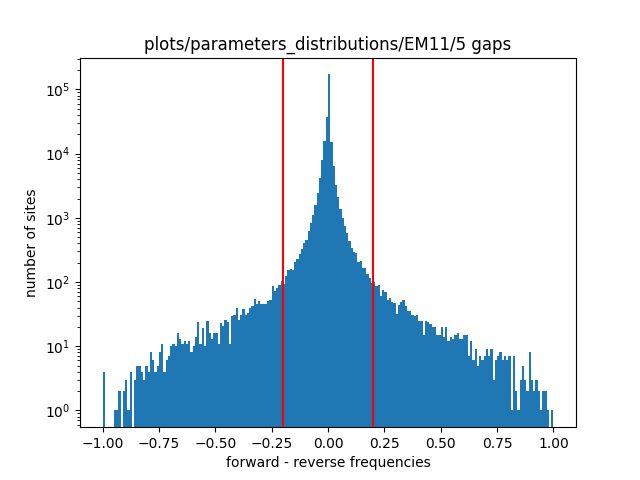 plots/parameters_distributions/EM11/5 gaps
number of sites
10^5
10^4
10^3
10^2
10^1
10^0
−1.00 −0.75 −0.50 −0.25 0.00 0.25 0.50 0.75 1.00
forward - reverse frequencies